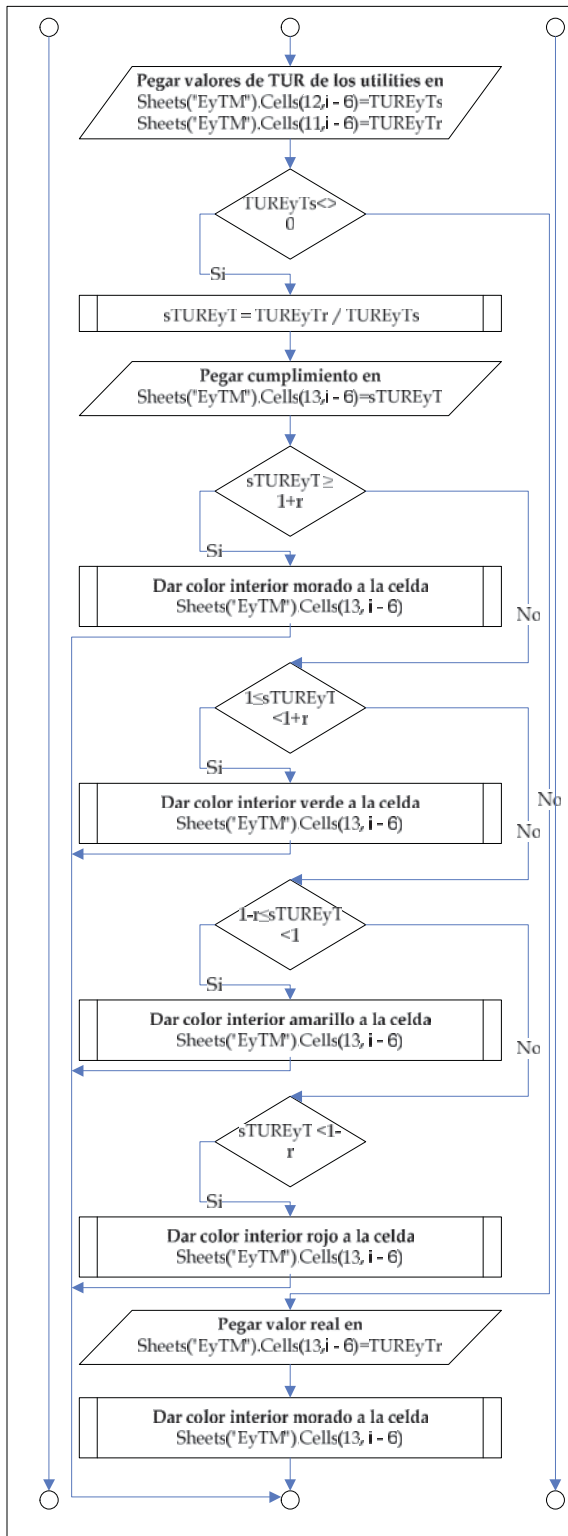 Pegar valores de TUR de los utilities en
Sheets("EyTM").Cells(12,i - 6)=TUREyTs
Sheets("EyTM").Cells(11,i - 6)=TUREyTr
TUREyTs<>
0
Si
sTUREyT = TUREyTr / TUREyTs
Pegar cumplimiento en
Sheets("EyTM").Cells(13,i - 6)=sTUREyT
sTUREyT ≥
1+r
Si
Dar color interior morado a la celda
Sheets("EyTM").Cells(13, i - 6)
No
1≤sTUREyT
<1+r
Si
No
Dar color interior verde a la celda
Sheets("EyTM").Cells(13, i - 6)
No
1-r≤sTUREyT
<1
Si
Dar color interior amarillo a la celda
Sheets("EyTM").Cells(13, i - 6)
No
sTUREyT <1-
r
Si
Dar color interior rojo a la celda
Sheets("EyTM").Cells(13, i - 6)
Pegar valor real en
Sheets("EyTM").Cells(13,i - 6)=TUREyTr
Dar color interior morado a la celda
Sheets("EyTM").Cells(13, i - 6)